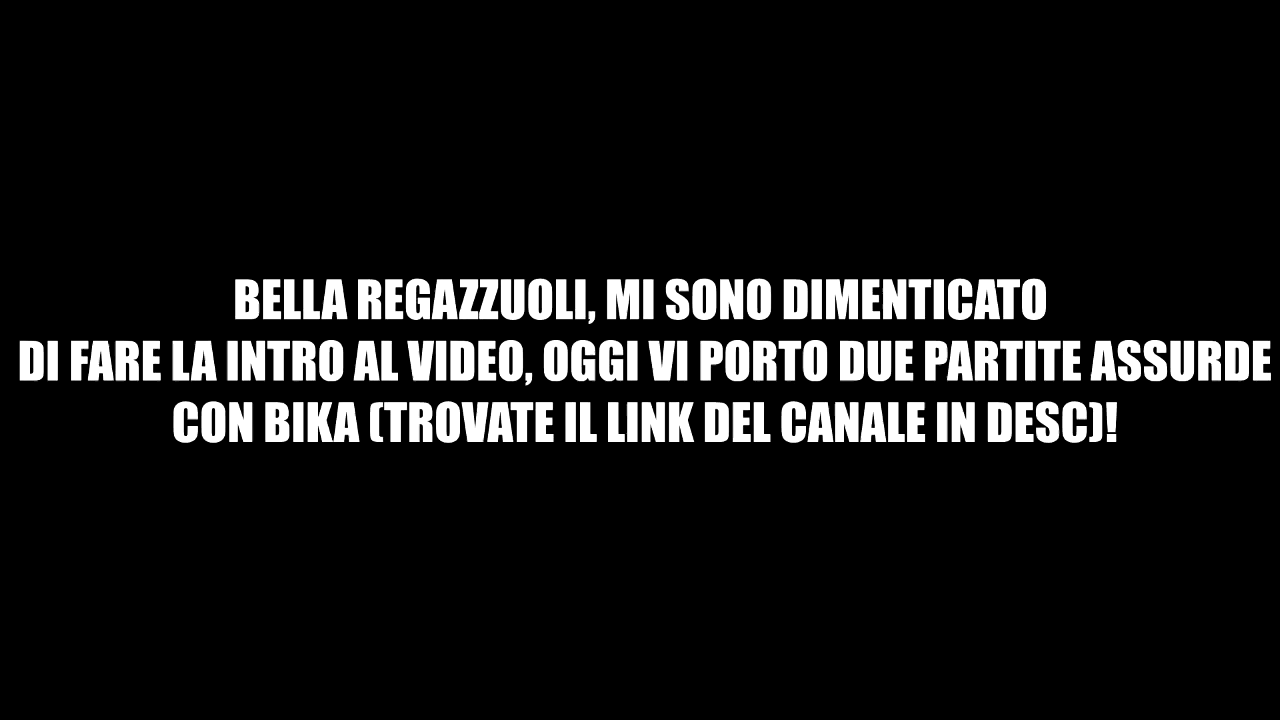 BELLA REGAZZUOLI, MI SONO DIMENTICATO
DI FARE LA INTRO AL VIDEO, OGGI VI PORTO DUE PARTITE ASSURDE
CON BIKA (TROVATE IL LINK DEL CANALE IN DESC)!